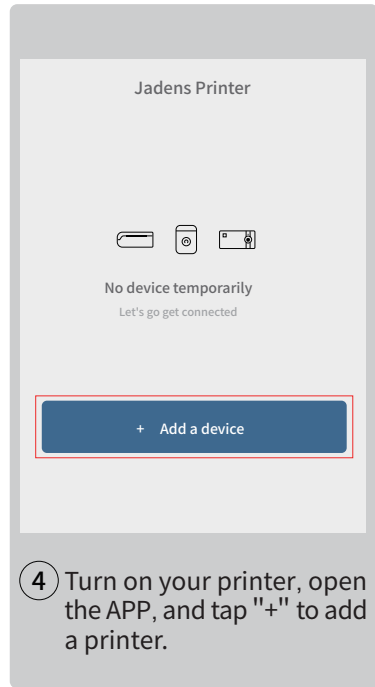 Jadens Printer
No device temporarily
Let's go get connected
+ Add a device
4 Turn on your printer, open
the APP, and tap "+" to add
a printer.